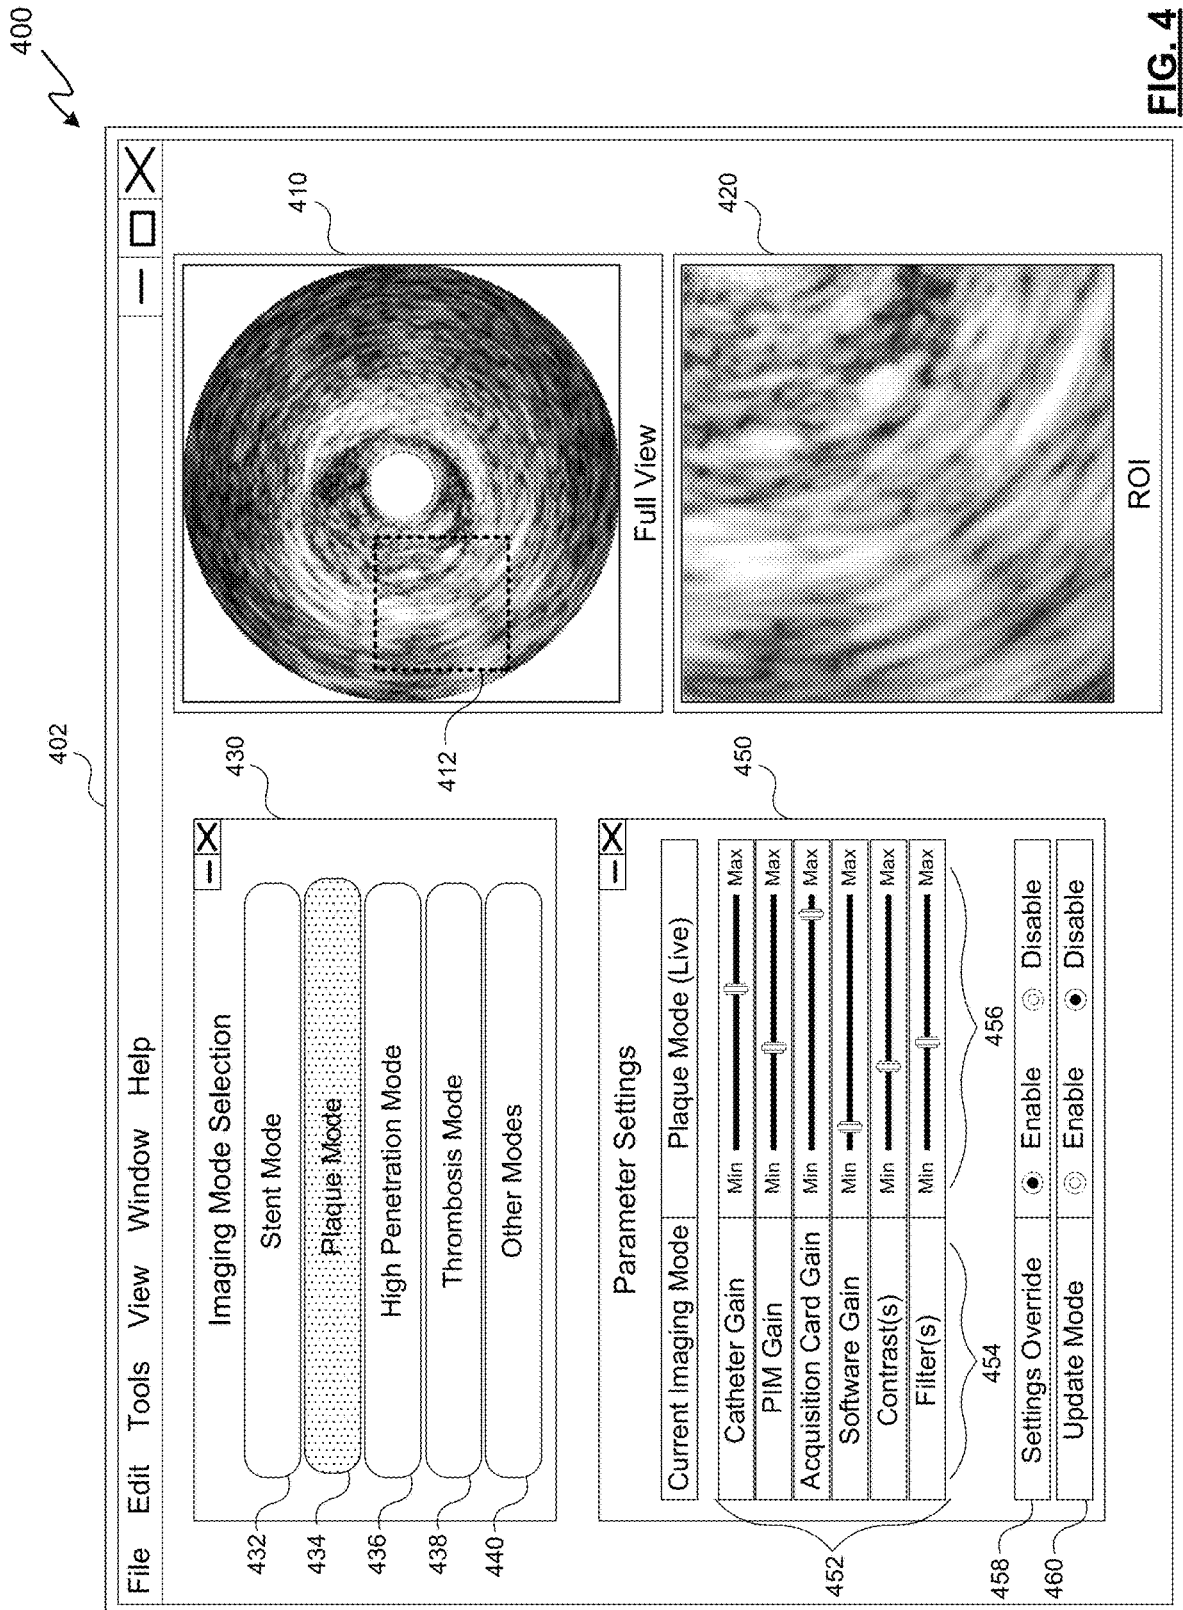 400
402
File Edit Tools View Window Help
430
Imaging Mode Selection
432
Stent Mode
434
Plaque Mode
436
High Penetration Mode
438
Thrombosis Mode
440
Other Modes
410
412
Full View
450
Parameter Settings
Current Imaging Mode Plaque Mode (Live)
452
Catheter Gain Min Max
PIM Gain Min Max
Acquisition Card Gain Min Max
Software Gain Min Max
Contrast(s) Min Max
Filter(s) Min Max
454 456
458
Settings Override Enable Disable
460
Update Mode Enable Disable
420
ROI
FIG. 4